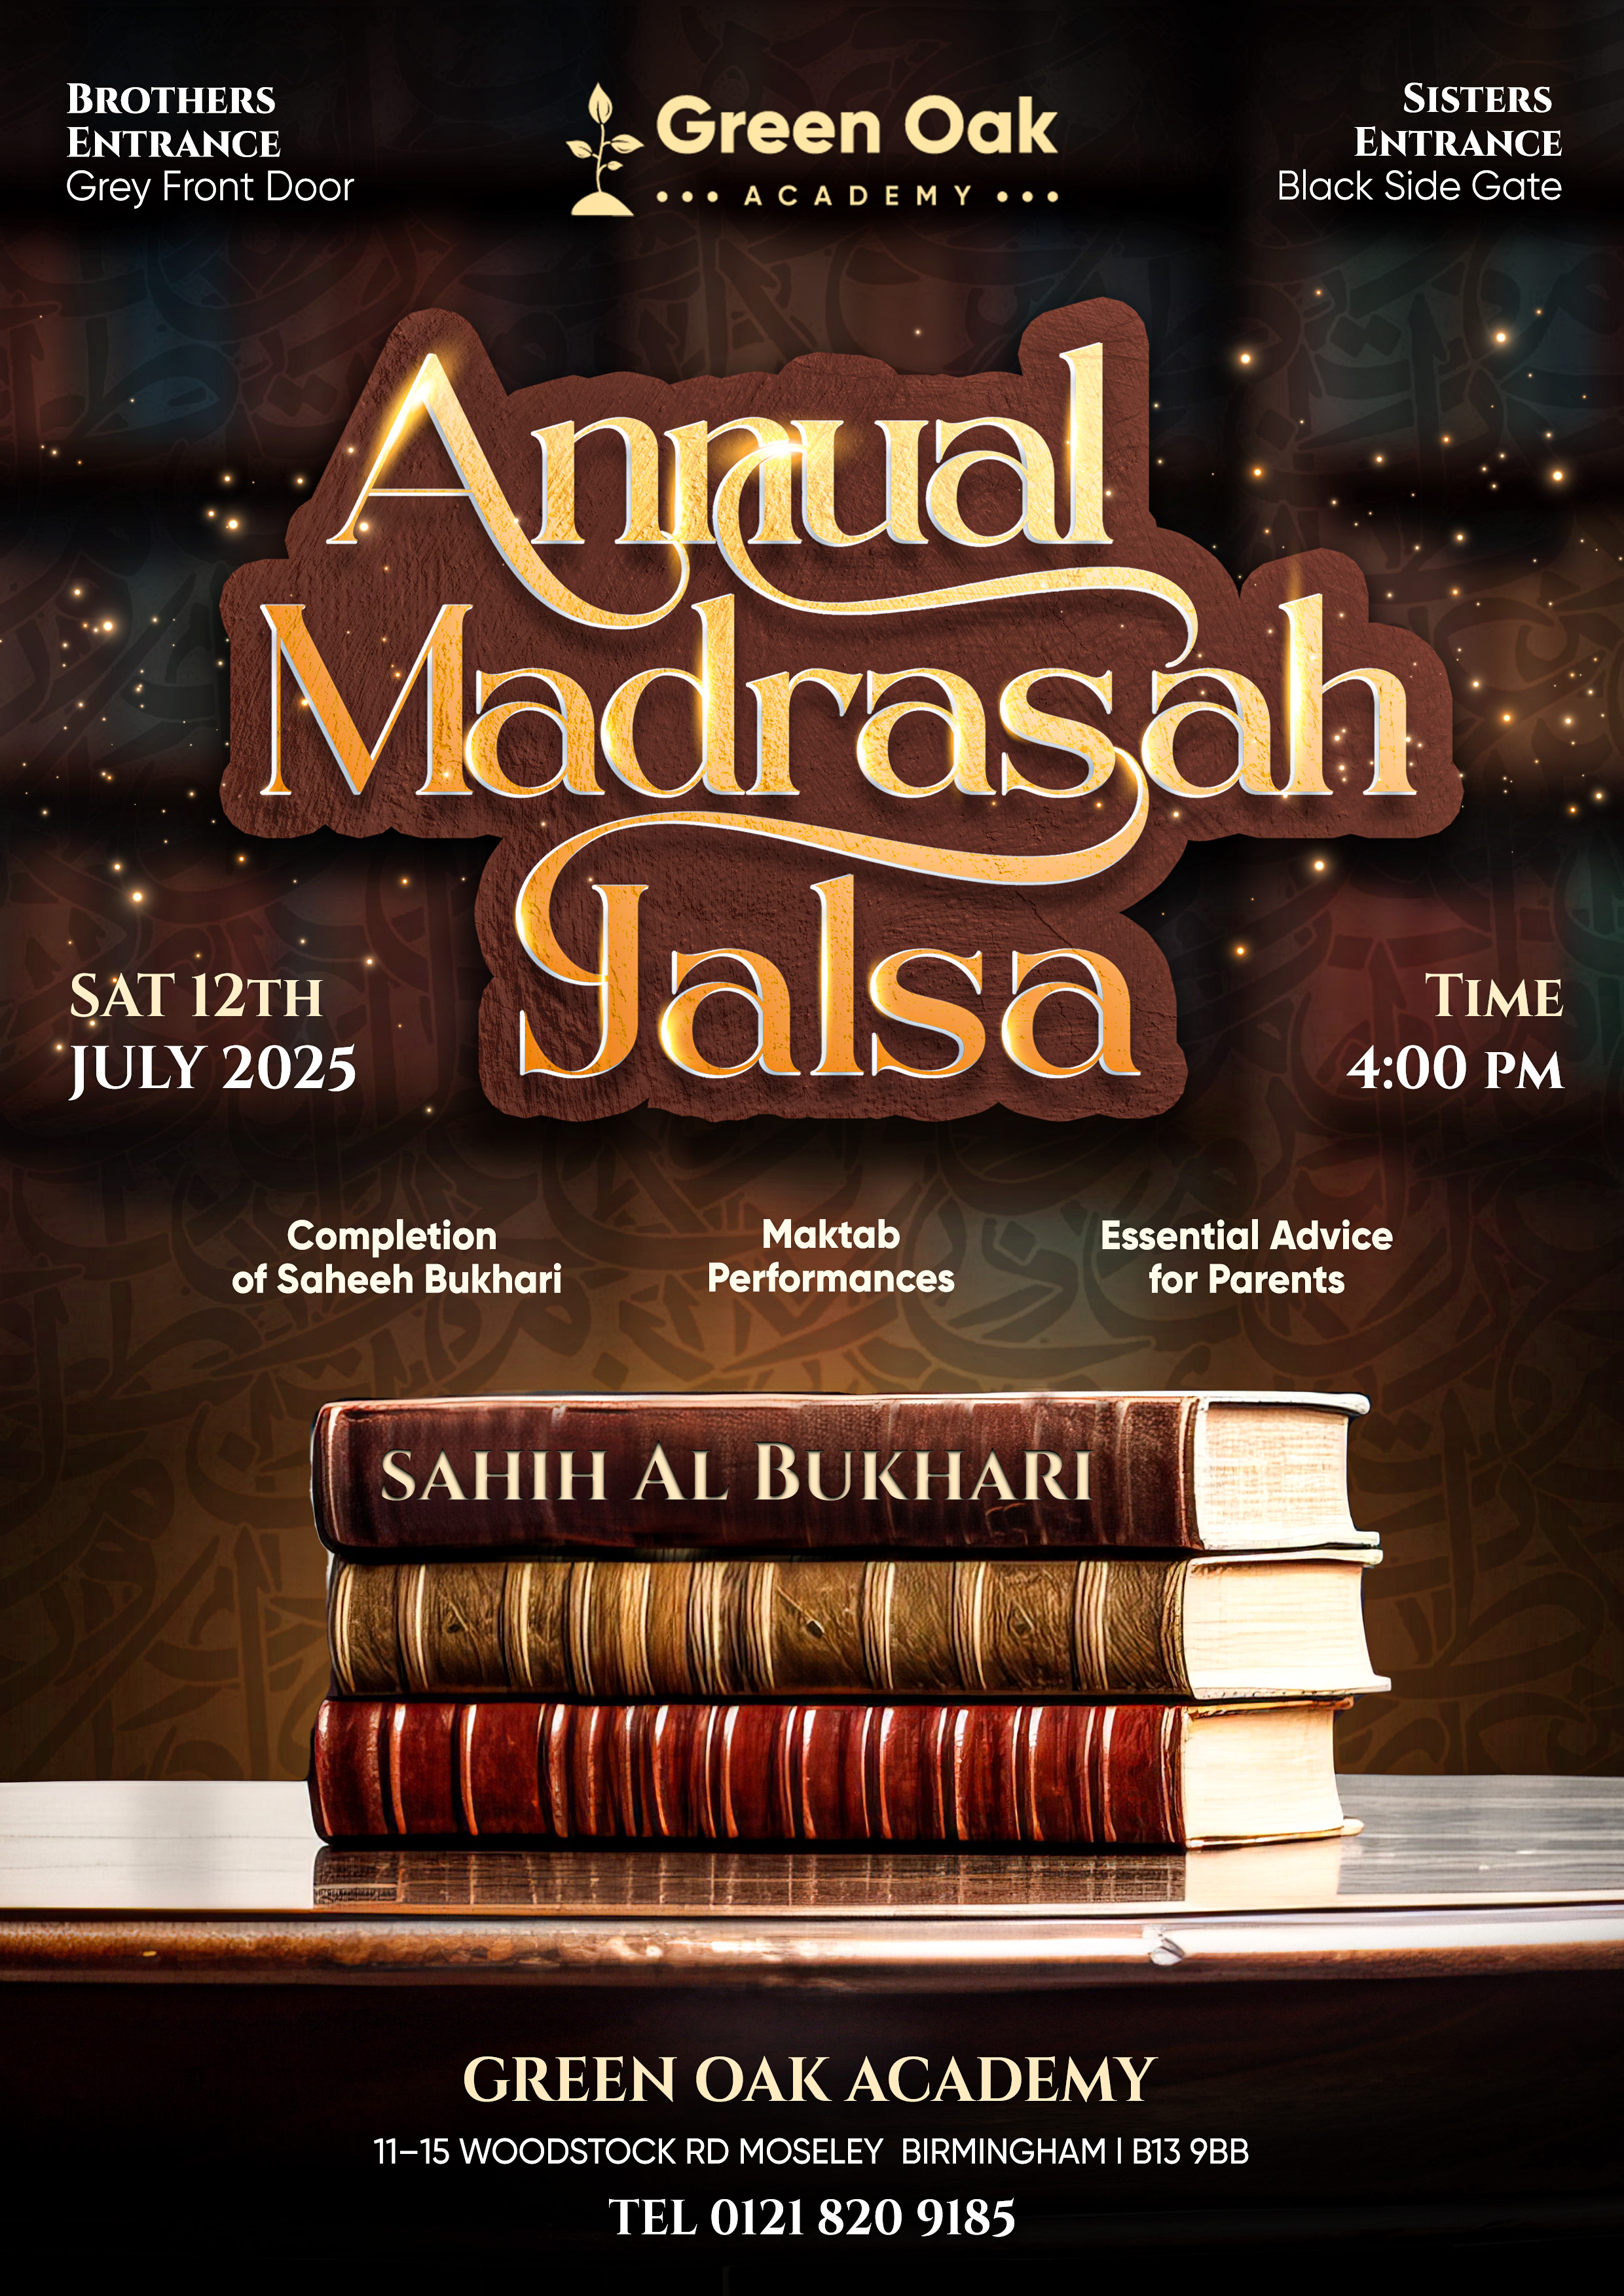 BROTHERS
ENTRANCE
Grey Front Door
Green Oak
ACADEMY
SISTERS
ENTRANCE
Black Side Gate
Annual
Madrasah
Jalsa
SAT 12TH
JULY 2025
TIME
4:00 PM
Completion
of Saheeh Bukhari
Maktab
Performances
Essential Advice
for Parents
SAHIH AL BUKHARI
GREEN OAK ACADEMY
11–15 WOODSTOCK RD MOSELEY BIRMINGHAM | B13 9BB
TEL 0121 820 9185